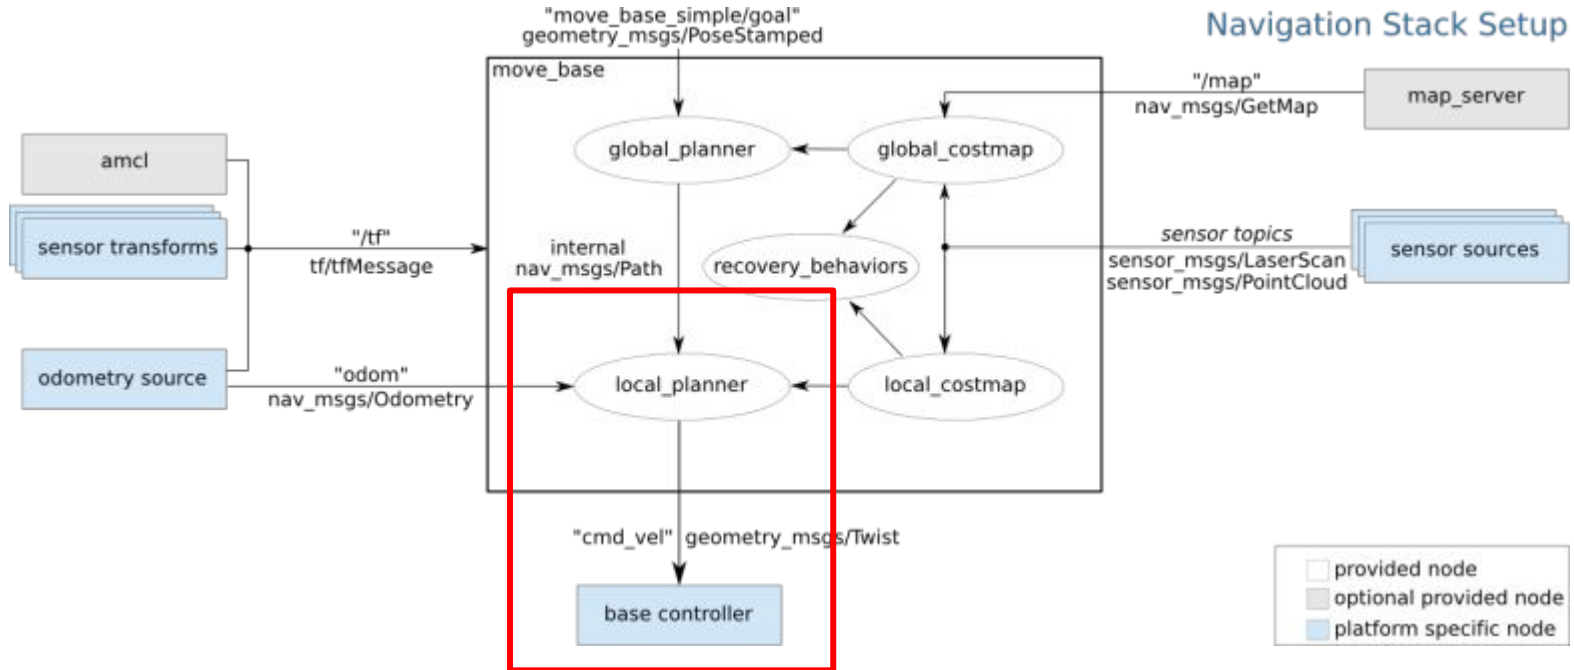 "move_base_simple/goal"
geometry_msgs/PoseStamped
Navigation Stack Setup
move_base
"/map"
nav_msgs/GetMap
map_server
amcl
global_planner
global_costmap
sensor transforms
"/tf"
tf/tfMessage
internal
nav_msgs/Path
recovery_behaviors
sensor topics
sensor_msgs/LaserScan
sensor_msgs/PointCloud
sensor sources
odometry source
"odom"
nav_msgs/Odometry
local_planner
local_costmap
"cmd_vel" geometry_msgs/Twist
base controller
provided node
optional provided node
platform specific node